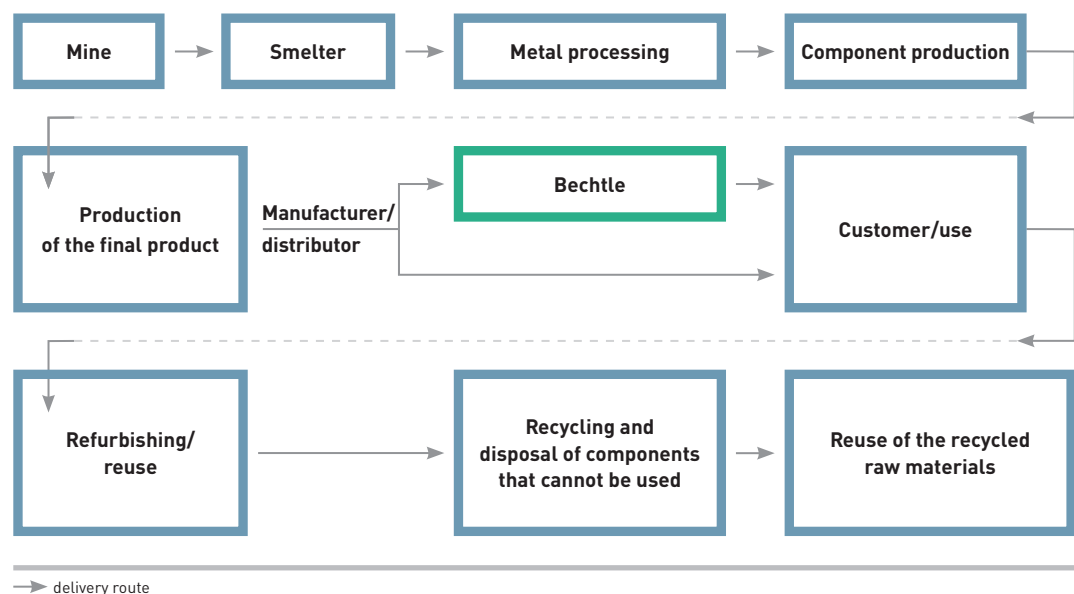 Mine
Smelter
Metal processing
Component production
Production
of the final product
Manufacturer/
distributor
Bechtle
Customer/use
Refurbishing/
reuse
Recycling and
disposal of components
that cannot be used
Reuse of the recycled
raw materials
delivery route